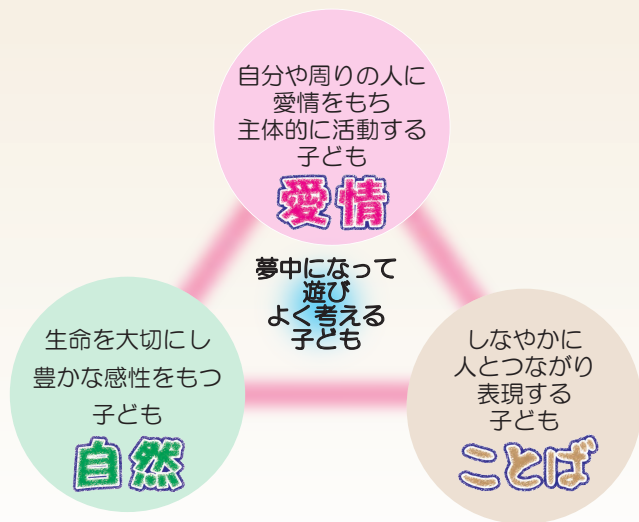 自分や周りの人に
愛情をもち
主体的に活動する
子ども
愛情
夢中になって
遊び
よく考える
子ども
生命を大切にし
豊かな感性をもつ
子ども
自然
しなやかに
人とつながり
表現する
子ども
ことば